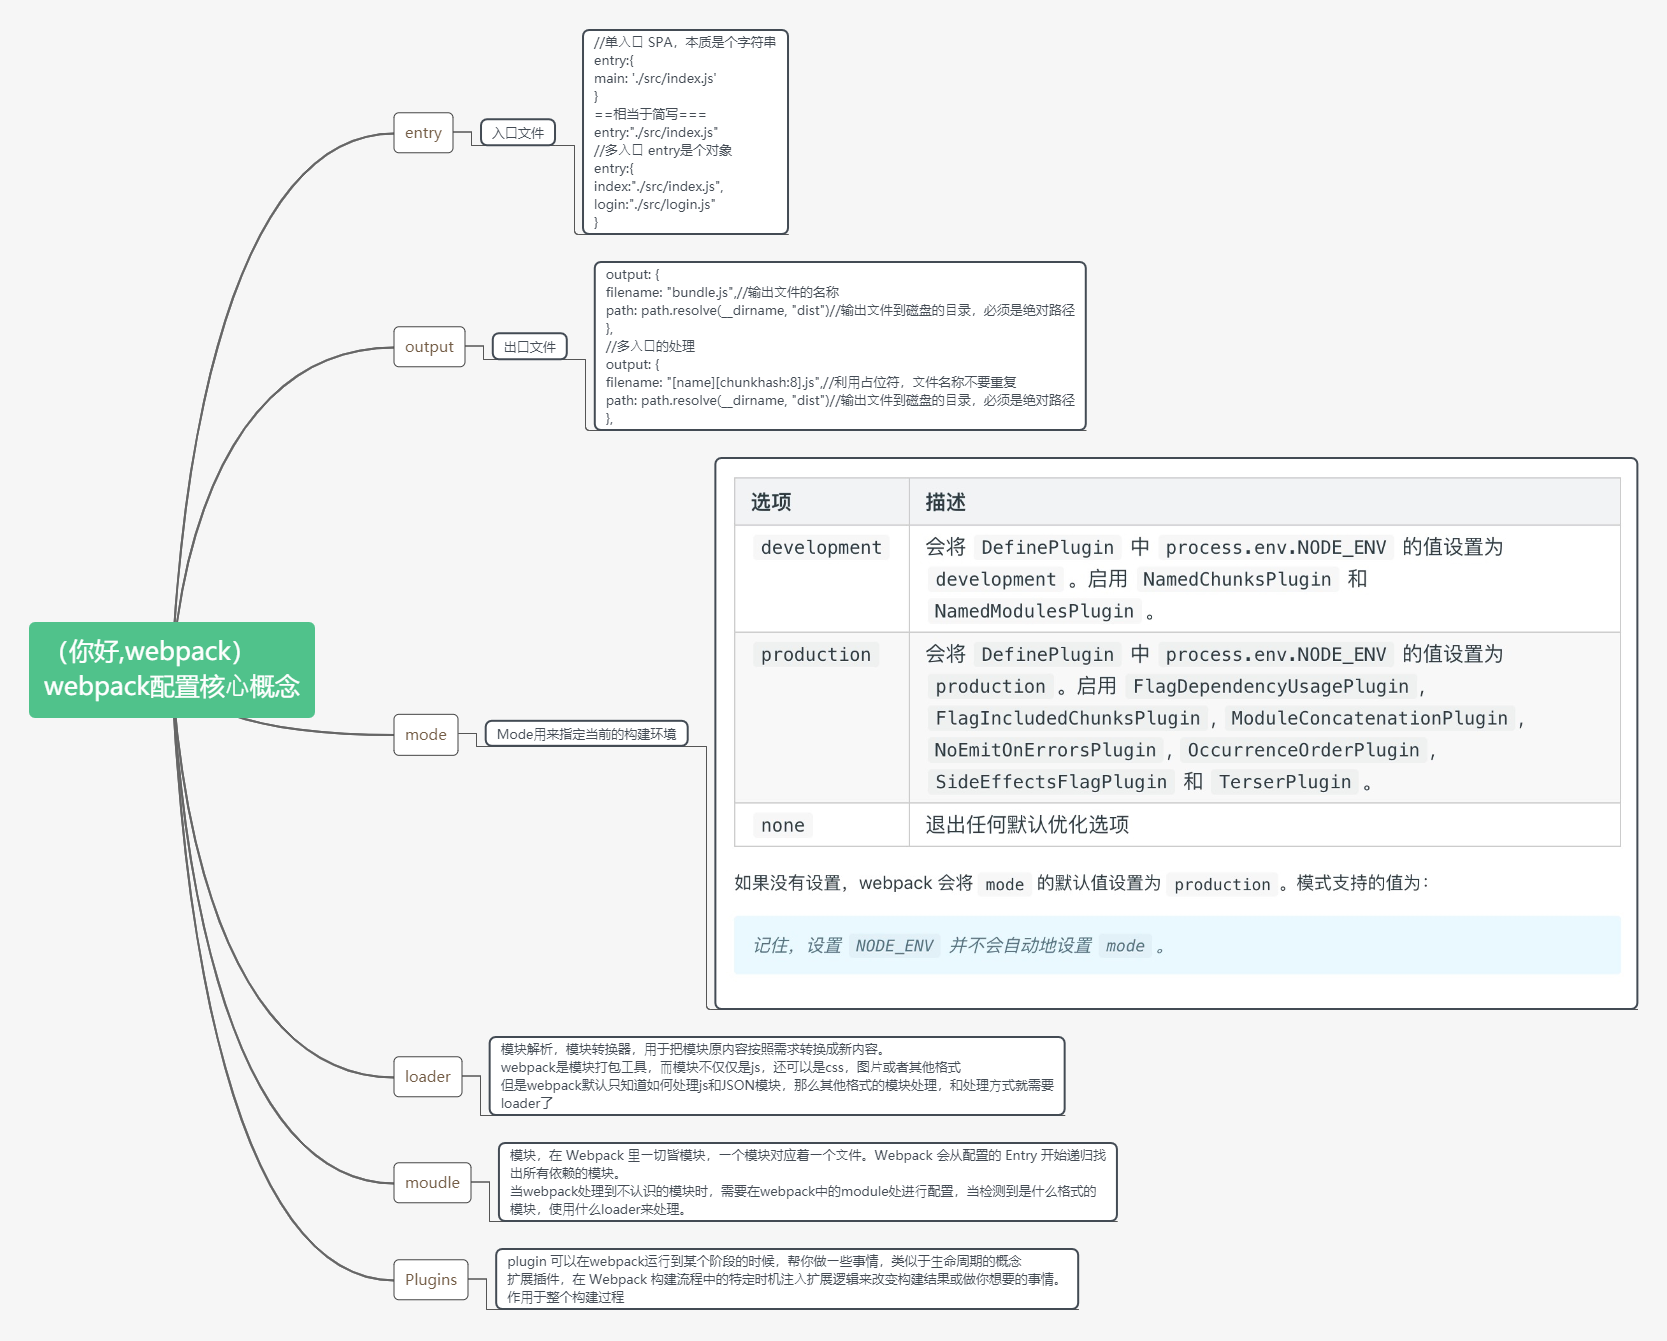 （你好,webpack）
webpack配置核心概念
entry
入口文件
//单入口 SPA，本质是个字符串
entry:{
main: './src/index.js'
}
==相当于简写===
entry:"./src/index.js"
//多入口 entry是个对象
entry:{
index:"./src/index.js",
login:"./src/login.js"
}
output
出口文件
output: {
filename: "bundle.js",//输出文件的名称
path: path.resolve(__dirname, "dist")//输出文件到磁盘的目录，必须是绝对路径
},
//多入口的处理
output: {
filename: "[name][chunkhash:8].js",//利用占位符，文件名称不要重复
path: path.resolve(__dirname, "dist")//输出文件到磁盘的目录，必须是绝对路径
},
mode
Mode用来指定当前的构建环境
选项 描述
development 会将 DefinePlugin 中 process.env.NODE_ENV 的值设置为
development 。启用 NamedChunksPlugin 和
NamedModulesPlugin 。
production 会将 DefinePlugin 中 process.env.NODE_ENV 的值设置为
production 。启用 FlagDependencyUsagePlugin ,
FlagIncludedChunksPlugin , ModuleConcatenationPlugin ,
NoEmitOnErrorsPlugin , OccurrenceOrderPlugin ,
SideEffectsFlagPlugin 和 TerserPlugin 。
none 退出任何默认优化选项
如果没有设置，webpack 会将 mode 的默认值设置为 production 。模式支持的值为：
记住，设置 NODE_ENV 并不会自动地设置 mode 。
loader
模块解析，模块转换器，用于把模块原内容按照需求转换成新内容。
webpack是模块打包工具，而模块不仅仅是js，还可以是css，图片或者其他格式
但是webpack默认只知道如何处理js和JSON模块，那么其他格式的模块处理，和处理方式就需要
loader了
moudle
模块，在 Webpack 里一切皆模块，一个模块对应着一个文件。Webpack 会从配置的 Entry 开始递归找
出所有依赖的模块。
当webpack处理到不认识的模块时，需要在webpack中的module处进行配置，当检测到是什么格式的
模块，使用什么loader来处理。
Plugins
plugin 可以在webpack运行到某个阶段的时候，帮你做一些事情，类似于生命周期的概念
扩展插件，在 Webpack 构建流程中的特定时机注入扩展逻辑来改变构建结果或做你想要的事情。
作用于整个构建过程